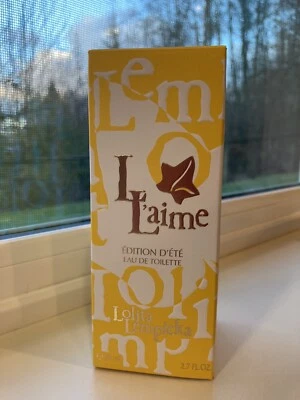 L
L'aime
ÉDITION D'ÉTÉ
EAU DE TOILETTE
Lolita
Lempicka
2.7 FL.OZ